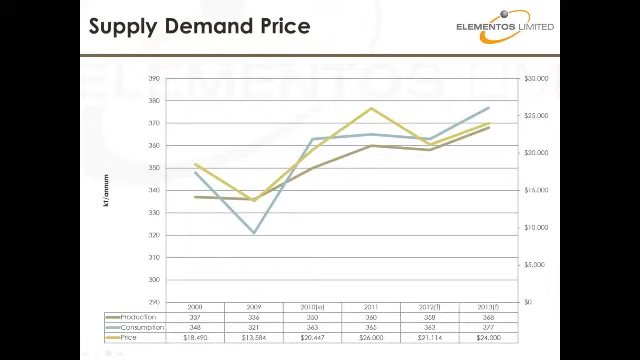 Supply Demand Price
ELEMENTOS LIMITED
390
380
370
360
350
340
330
320
310
300
290
kt/annum
$30.000
$25.000
$20.000
$15.000
$10.000
$5.000
$0
2008 2009 2010(e) 2011 2012(f) 2013(f)
Production 337 336 350 360 358 368
Consumption 348 321 363 365 363 377
Price $18.490 $13.584 $20.447 $26.000 $21.114 $24.000